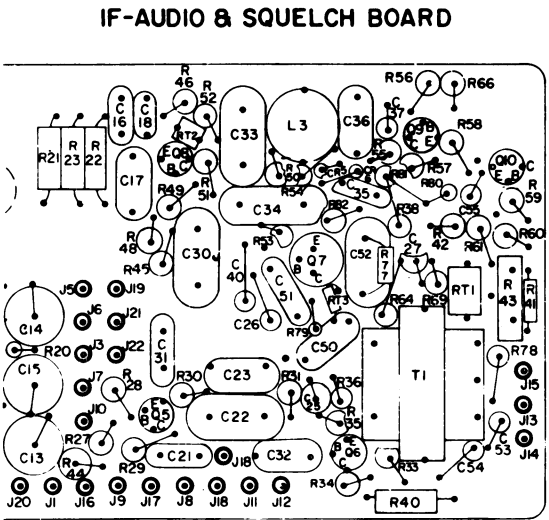 IF-AUDIO & SQUELCH BOARD
R46
R52
R56
R66
C16
C18
RT2
C33
L3
C36
C37
Q9
B
C
E
R58
R21
R23
R22
C17
Q8
B
C
E
R51
R54
R81
R57
Q10
E
B
C
R49
C34
C35
R80
C55
R59
R48
C30
R53
R82
R38
R42
R61
R60
R45
C40
E
Q7
B
C
C52
R77
C27
J5
J19
C51
RT3
R64
R69
RT1
R43
R41
J6
J21
C14
C26
R79
R20
J3
J22
C31
C50
R78
C15
J7
R28
R30
C23
R31
C25
R36
T1
J15
J10
Q5
B
C
E
C22
R35
J13
C13
R27
R29
C21
J18
C32
B
E
Q6
C
R33
C54
C53
J14
R44
R34
R40
J20
J1
J16
J9
J17
J8
J18
J11
J12